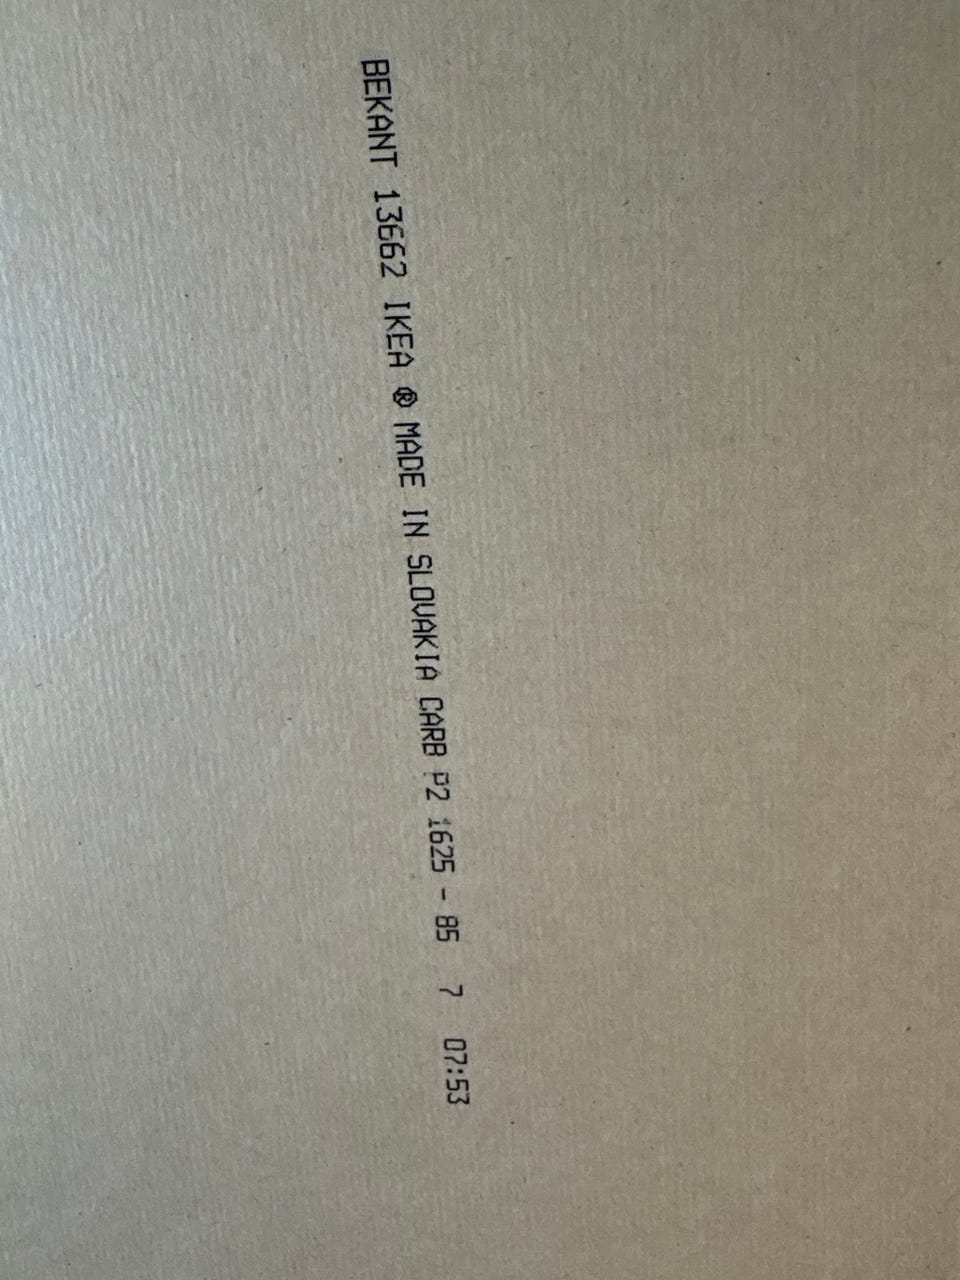 BEKANT 13662 IKEA ® MADE IN SLOVAKIA CARB P2 1625 - 85 7 07:53